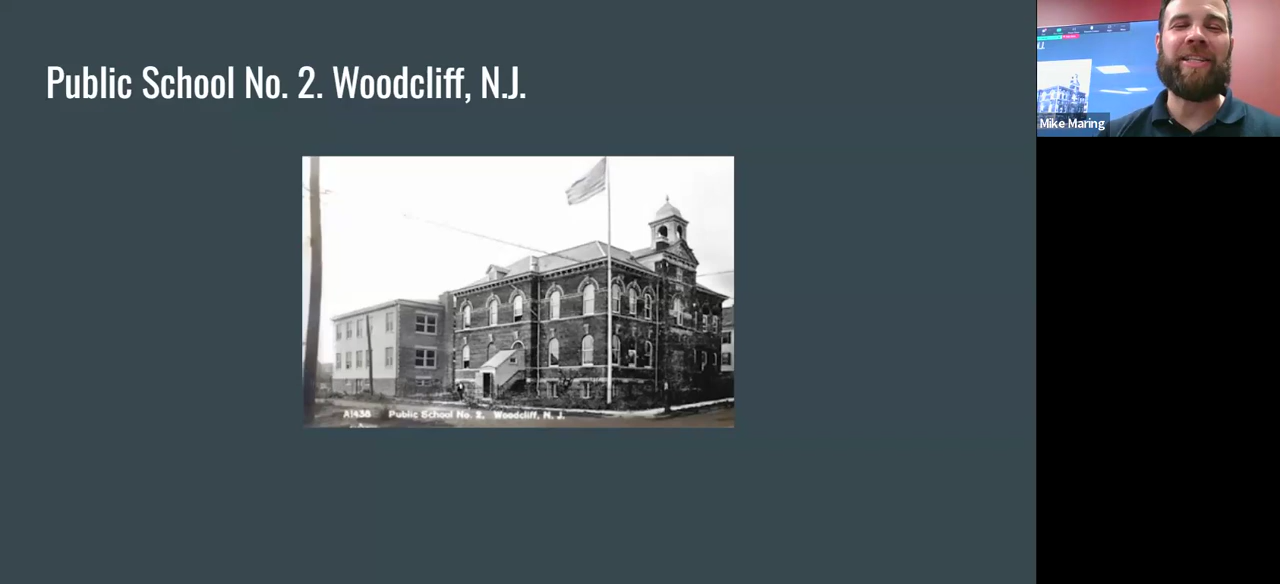 Public School No. 2. Woodcliff, N.J.
A1438 Public School No. 2, Woodcliff, N. J.
Mike Maring